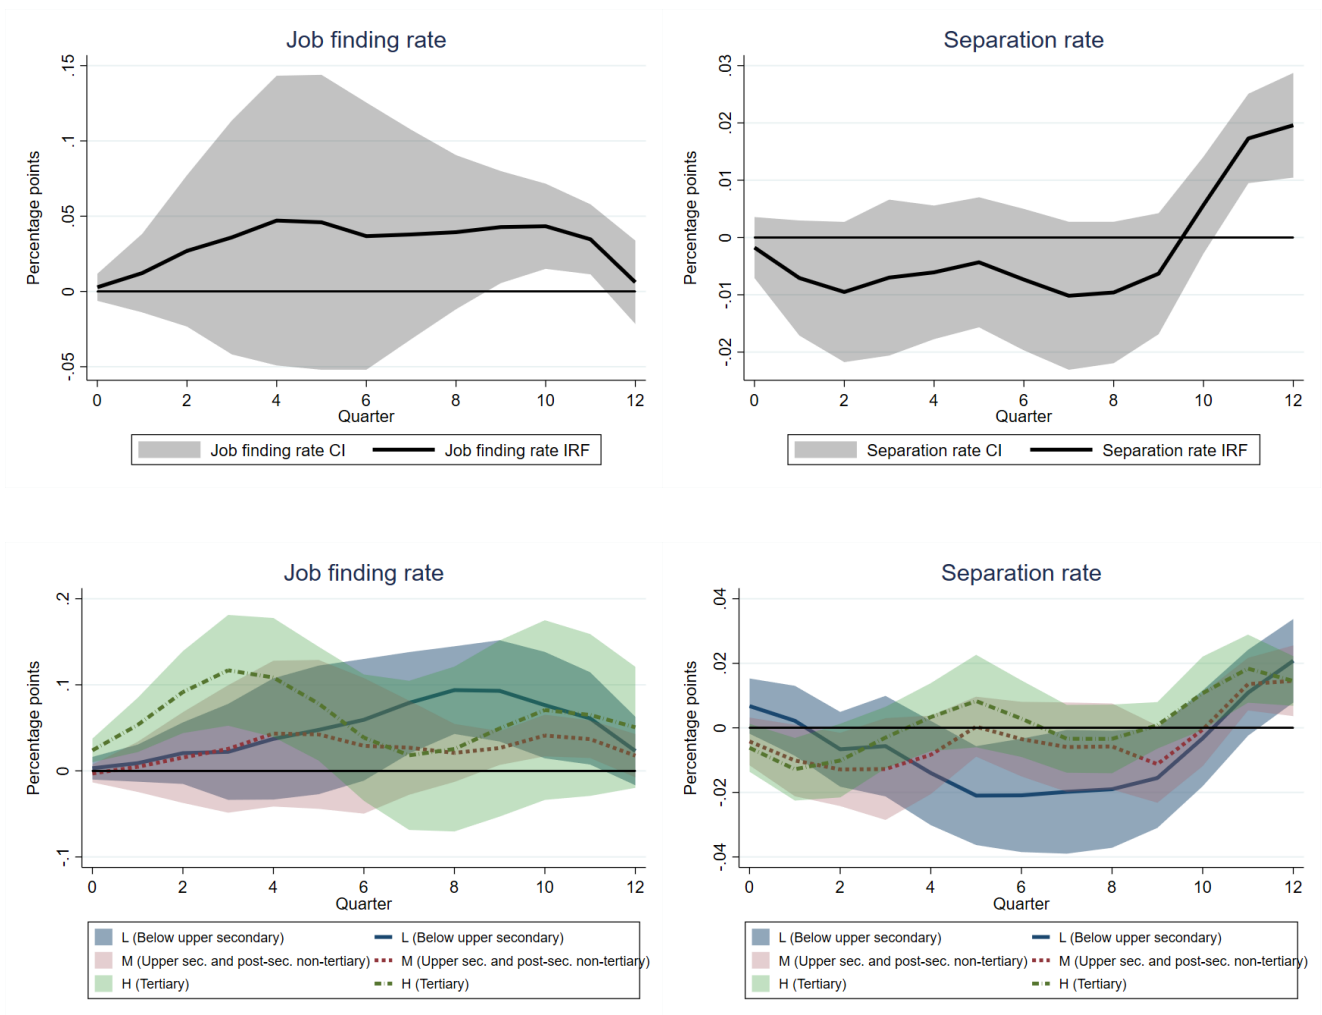 Job finding rate
Percentage points
.15
.1
.05
0
-.05
0 2 4 6 8 10 12
Quarter
Job finding rate CI Job finding rate IRF
Separation rate
Percentage points
.03
.02
.01
0
-.01
-.02
0 2 4 6 8 10 12
Quarter
Separation rate CI Separation rate IRF
Job finding rate
Percentage points
.2
.1
0
-.1
0 2 4 6 8 10 12
Quarter
L (Below upper secondary) L (Below upper secondary)
M (Upper sec. and post-sec. non-tertiary) M (Upper sec. and post-sec. non-tertiary)
H (Tertiary) H (Tertiary)
Separation rate
Percentage points
.04
.02
0
-.02
-.04
0 2 4 6 8 10 12
Quarter
L (Below upper secondary) L (Below upper secondary)
M (Upper sec. and post-sec. non-tertiary) M (Upper sec. and post-sec. non-tertiary)
H (Tertiary) H (Tertiary)